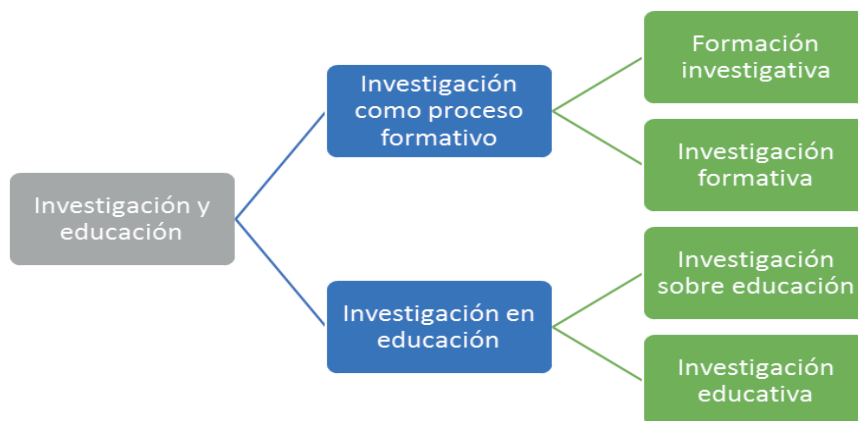 Investigación y
educación
Investigación
como proceso
formativo
Formación
investigativa
Investigación
formativa
Investigación en
educación
Investigación
sobre educación
Investigación
educativa